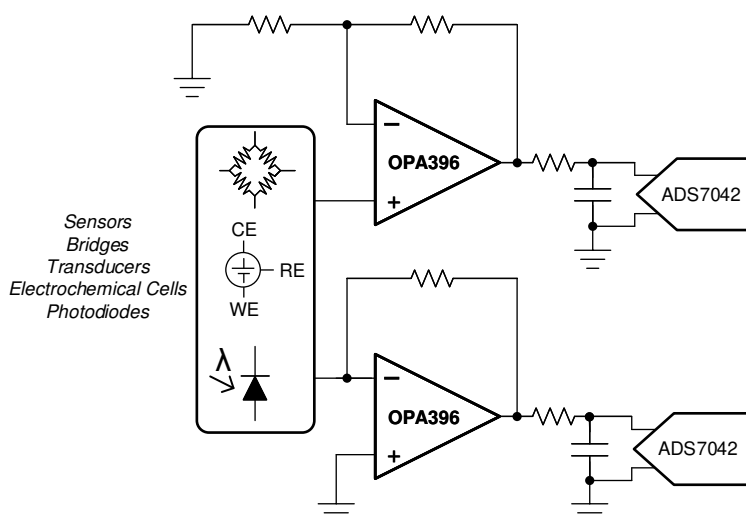 OPA396
ADS7042
Sensors
Bridges
Transducers
Electrochemical Cells
Photodiodes
CE
RE
WE
λ
OPA396
ADS7042